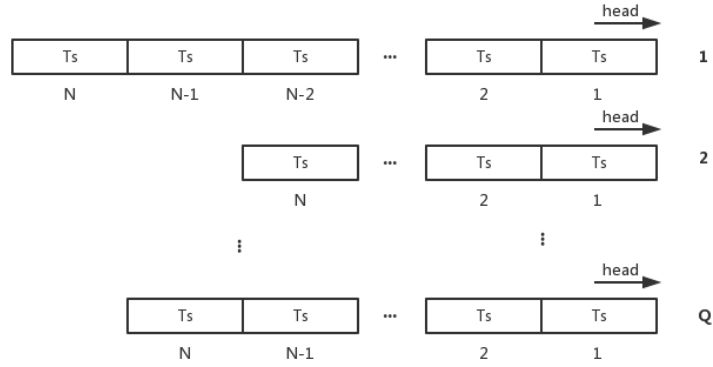 head
Ts Ts Ts ... Ts Ts 1
N N-1 N-2 2 1
head
Ts ... Ts Ts 2
N 2 1
head
Ts Ts ... Ts Ts Q
N N-1 2 1